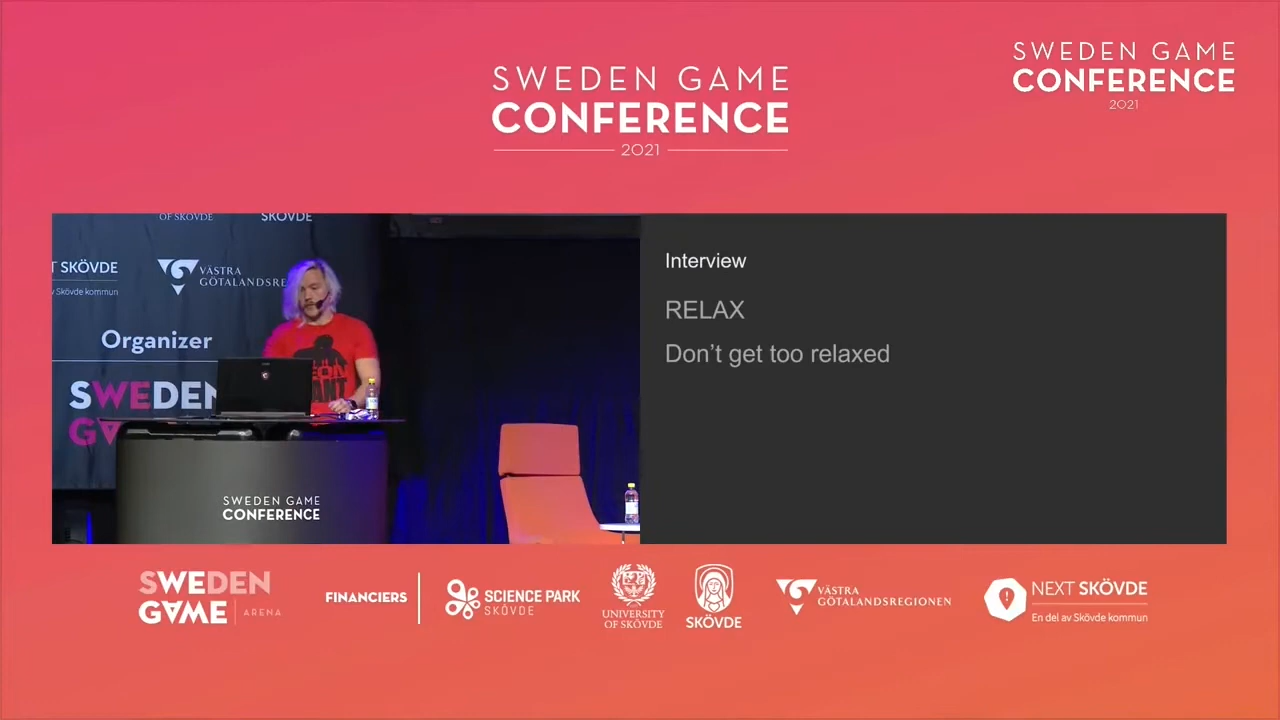 SWEDEN GAME
CONFERENCE
2021
SWEDEN GAME
CONFERENCE
2021
OF SKÖVDE
SKÖVDE
T SKÖVDE
Skövde kommun
VÄSTRA
GÖTALANDSRE
Organizer
SWEDEN
GAM
SWEDEN GAME
CONFERENCE
Interview
RELAX
Don't get too relaxed
SWEDEN
GAME ARENA
FINANCIERS
SCIENCE PARK
SKÖVDE
UNIVERSITY
OF SKÖVDE
SKÖVDE
VÄSTRA
GÖTALANDSREGIONEN
NEXT SKÖVDE
En del av Skövde kommun